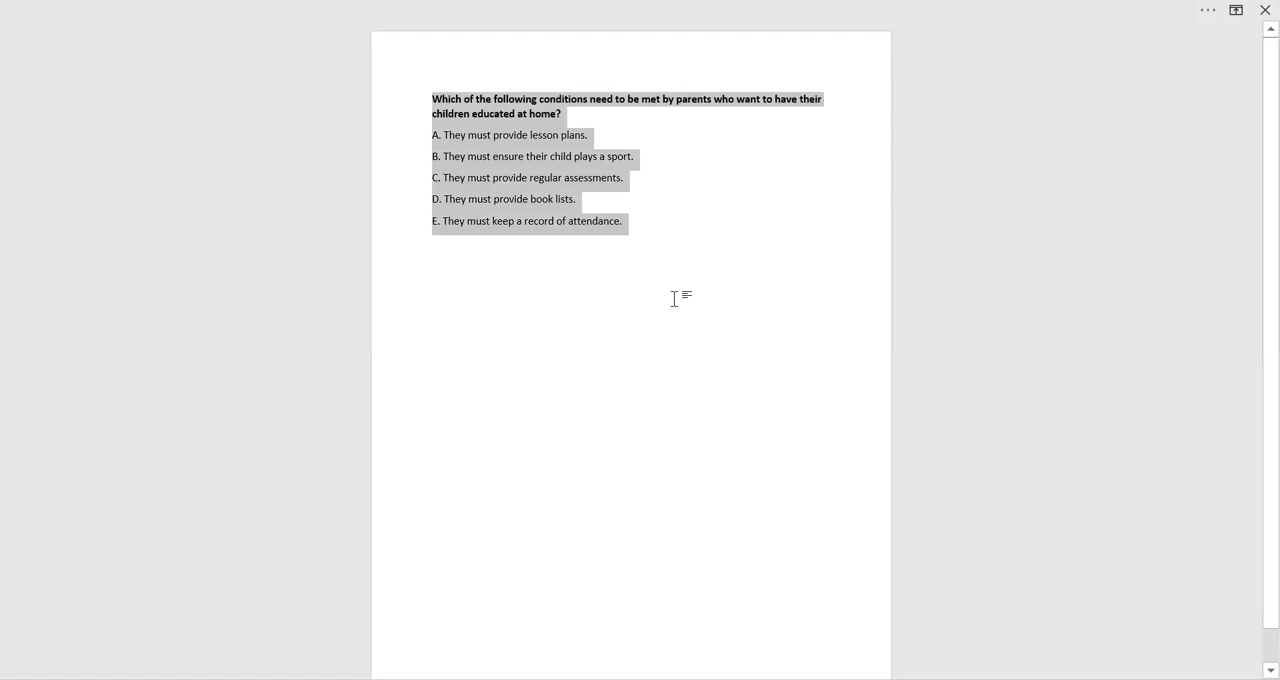 Which of the following conditions need to be met by parents who want to have their
children educated at home?
A. They must provide lesson plans.
B. They must ensure their child plays a sport.
C. They must provide regular assessments.
D. They must provide book lists.
E. They must keep a record of attendance.